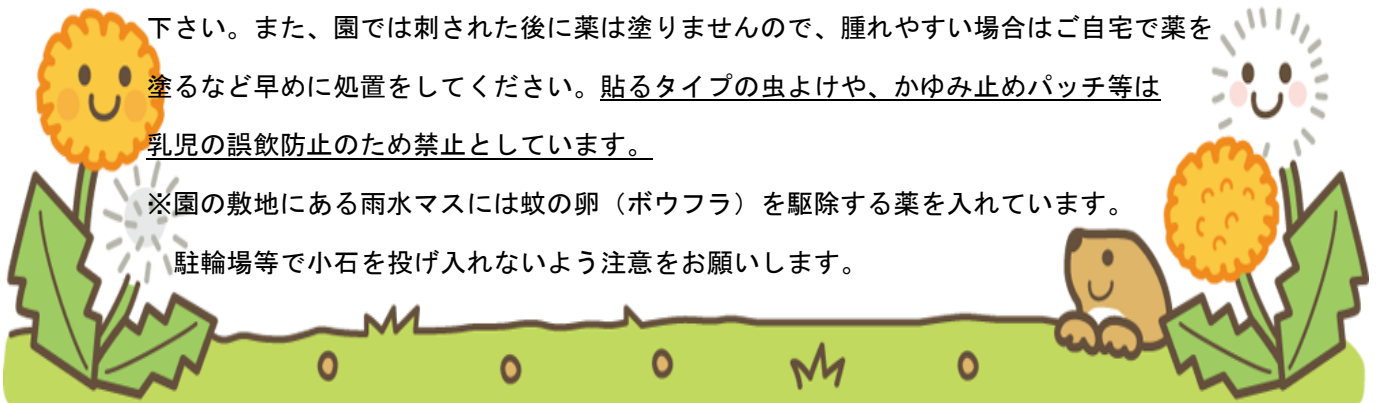 下さい。また、園では刺された後に薬は塗りませんので、腫れやすい場合はご自宅で薬を
塗るなど早めに処置をしてください。貼るタイプの虫よけや、かゆみ止めパッチ等は
乳児の誤飲防止のため禁止としています。
※園の敷地にある雨水マスには蚊の卵（ボウフラ）を駆除する薬を入れています。
駐輪場等で小石を投げ入れないよう注意をお願いします。